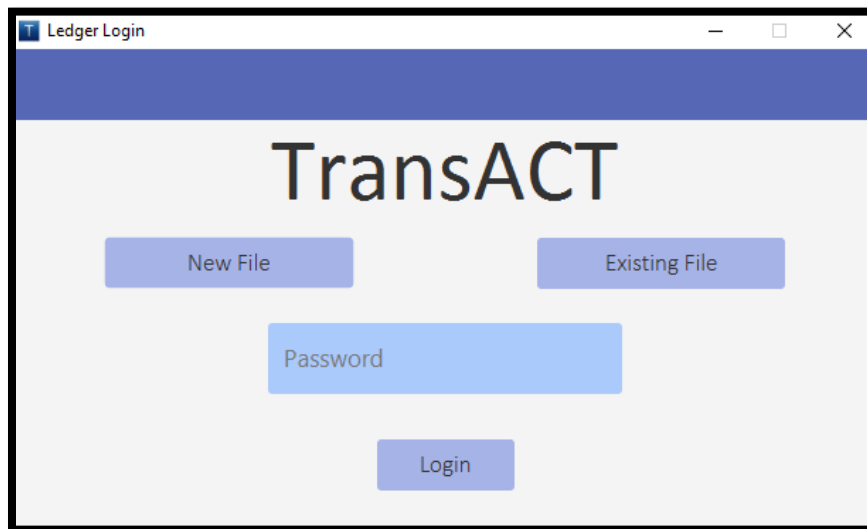 T Ledger Login
TransACT
New File Existing File
Password
Login